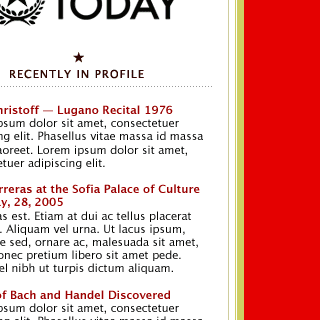 TODAY
RECENTLY IN PROFILE
hristoff — Lugano Recital 1976
psum dolor sit amet, consectetuer
ng elit. Phasellus vitae massa id massa
aoreet. Lorem ipsum dolor sit amet,
etuer adipiscing elit.
rreras at the Sofia Palace of Culture
y, 28, 2005
as est. Etiam at dui ac tellus placerat
. Aliquam vel urna. Ut lacus ipsum,
e sed, ornare ac, malesuada sit amet,
onec pretium libero sit amet pede.
el nibh ut turpis dictum aliquam.
of Bach and Handel Discovered
psum dolor sit amet, consectetuer